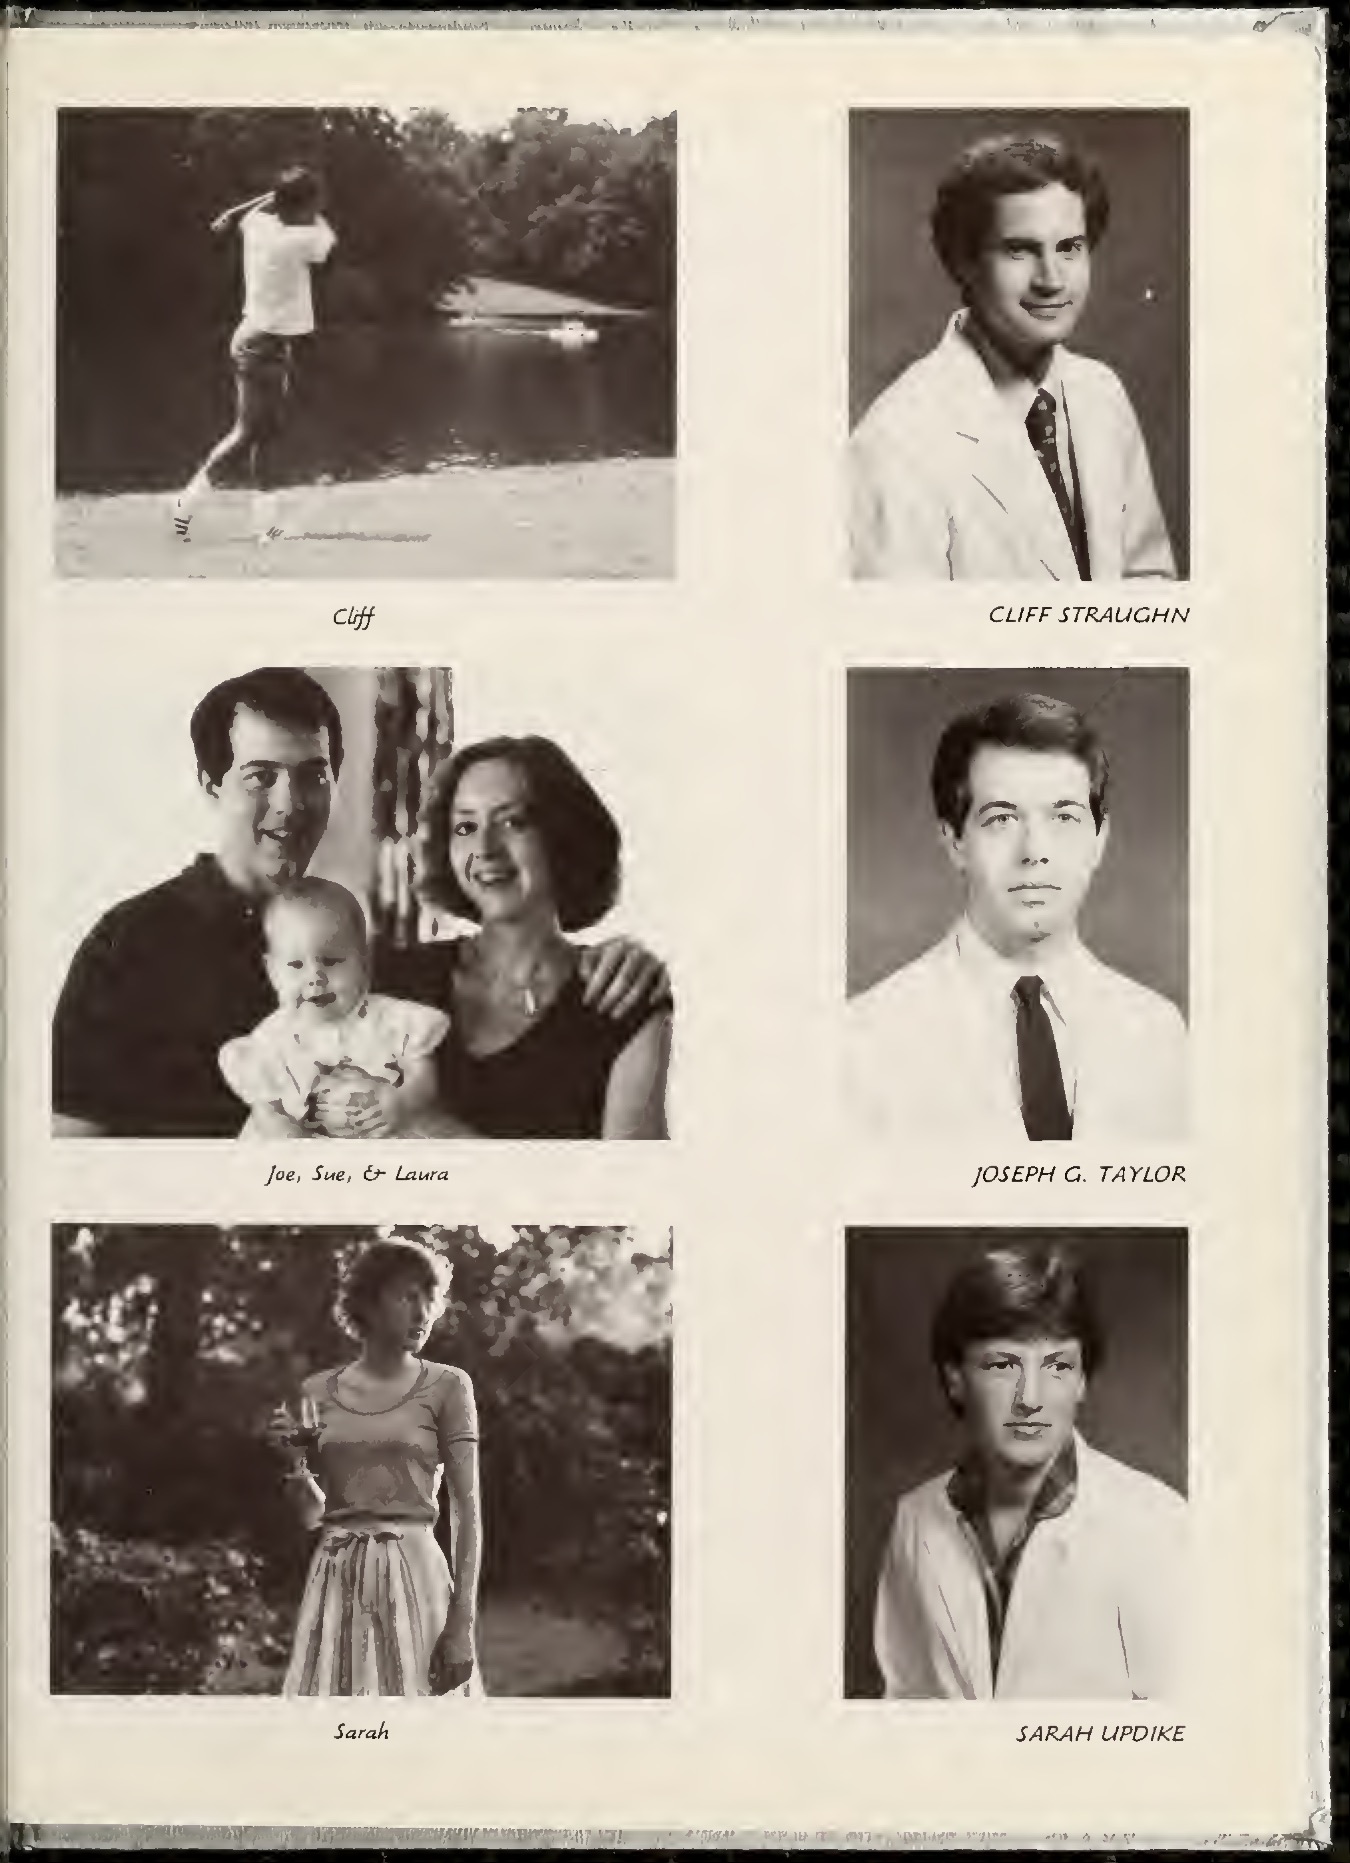 Cliff
CLIFF STRAUGHN
Joe, Sue, & Laura
JOSEPH G. TAYLOR
Sarah
SARAH UPDIKE